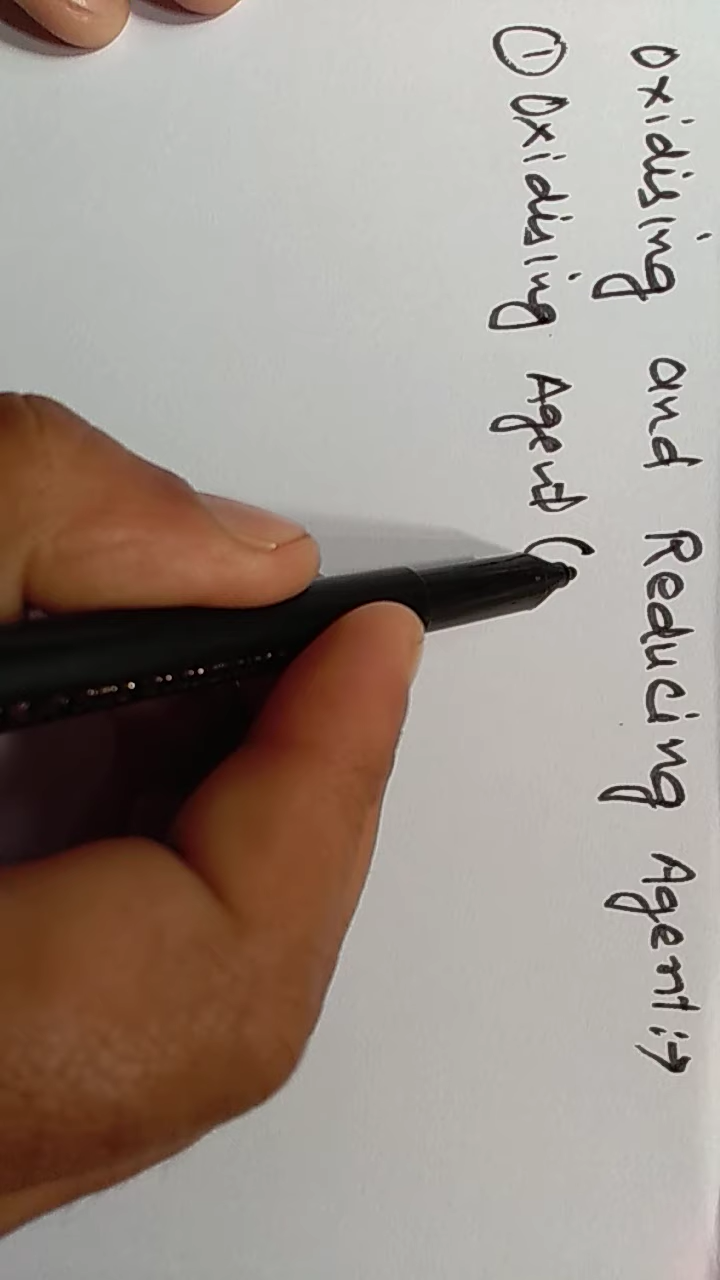 Oxidising and Reducing Agent :→
① Oxidising Agent (